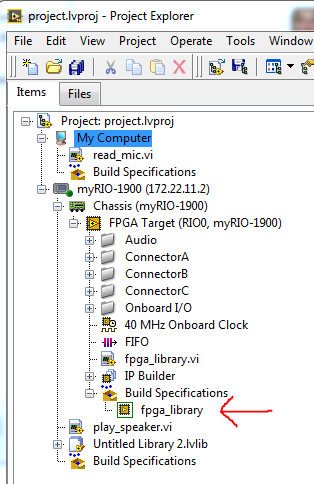 project.lvproj - Project Explorer
File Edit View Project Operate Tools Window
Items Files
Project: project.lvproj
My Computer
read_mic.vi
Build Specifications
myRIO-1900 (172.22.11.2)
Chassis (myRIO-1900)
FPGA Target (RIO0, myRIO-1900)
Audio
ConnectorA
ConnectorB
ConnectorC
Onboard I/O
40 MHz Onboard Clock
FIFO
fpga_library.vi
IP Builder
Build Specifications
fpga_library
play_speaker.vi
Untitled Library 2.lvlib
Build Specifications